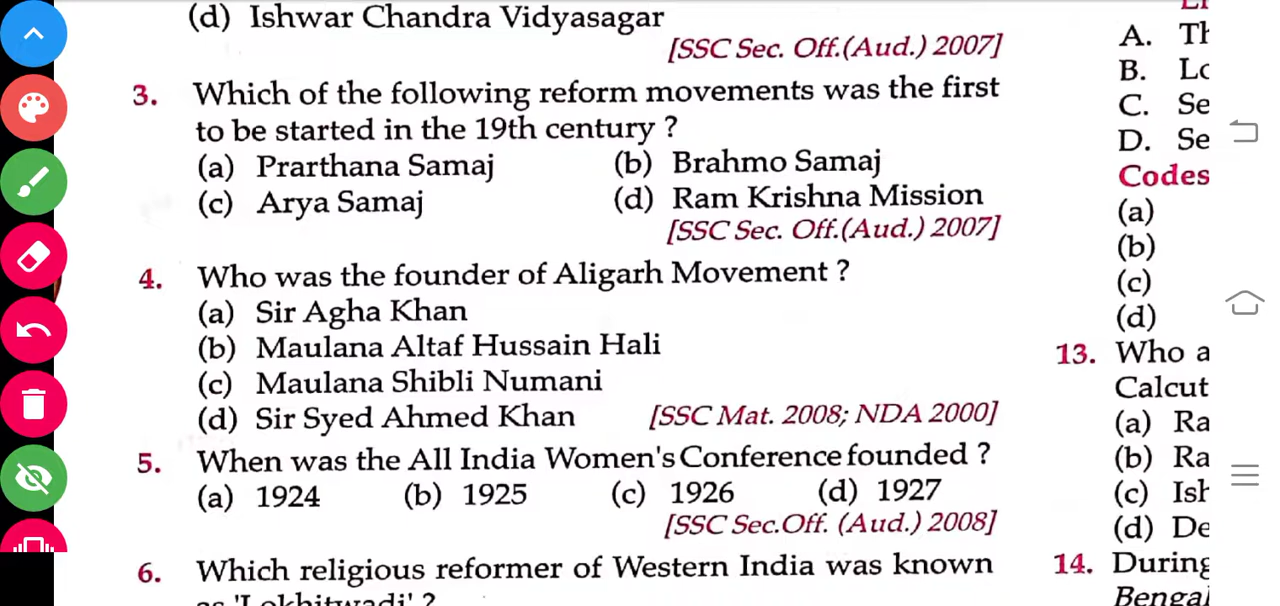 (d) Ishwar Chandra Vidyasagar
[SSC Sec. Off.(Aud.) 2007]
3. Which of the following reform movements was the first
to be started in the 19th century ?
(a) Prarthana Samaj (b) Brahmo Samaj
(c) Arya Samaj (d) Ram Krishna Mission
[SSC Sec. Off.(Aud.) 2007]
4. Who was the founder of Aligarh Movement ?
(a) Sir Agha Khan
(b) Maulana Altaf Hussain Hali
(c) Maulana Shibli Numani
(d) Sir Syed Ahmed Khan [SSC Mat. 2008; NDA 2000]
5. When was the All India Women's Conference founded ?
(a) 1924 (b) 1925 (c) 1926 (d) 1927
[SSC Sec.Off. (Aud.) 2008]
6. Which religious reformer of Western India was known
as 'Lokhitwadi' ?
A.
B.
C. Se
D. Se
Codes
(a)
(b)
(c)
(d)
13. Who a
Calcut
(a) Ra
(b) Ra
(c)
(d) De
14. During
Bengal